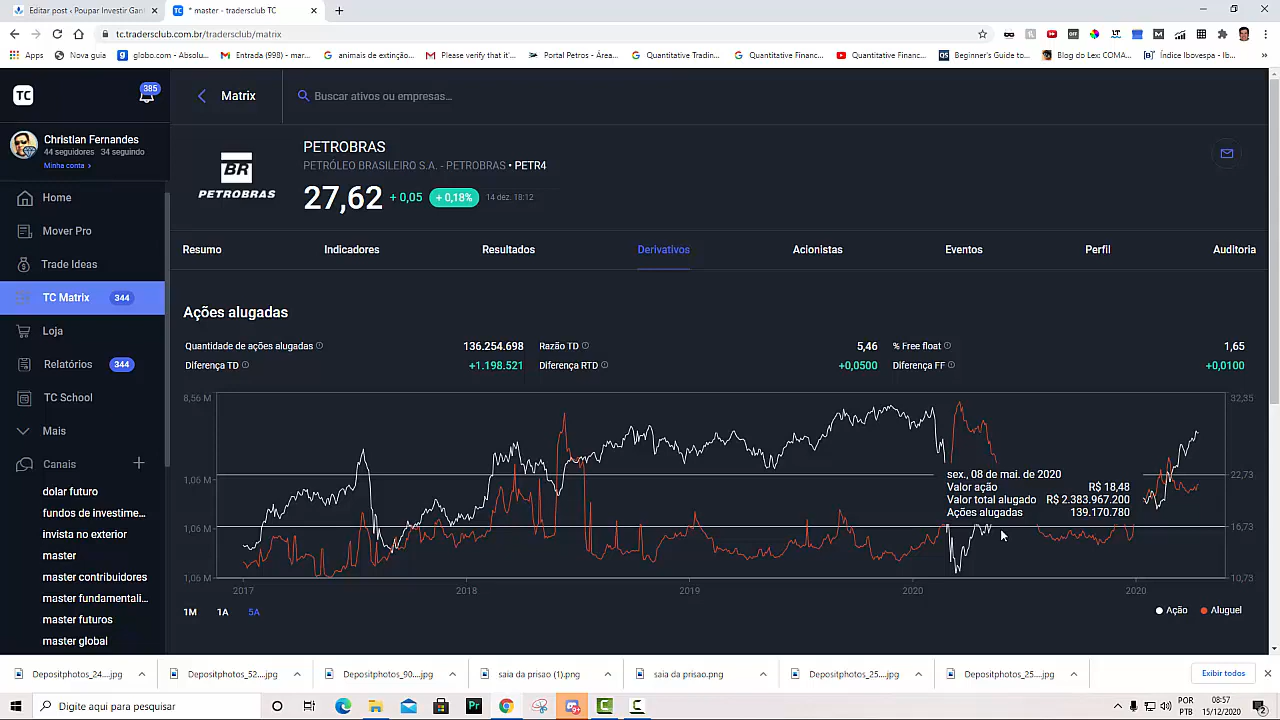 Editar post ‹ Poupar Investir Gan
* master - tradersclub TC
tc.tradersclub.com.br/tradersclub/matrix
Apps
Nova guia
globo.com - Absolu...
Entrada (998) - mar...
animais de extinção...
Please verify that it'...
Portal Petros - Área...
Quantitative Trading...
Quantitative Financ...
Quantitative Financ...
Beginner's Guide to...
Blog do Lex: COMA...
Índice Ibovespa - Ib...
TC
385
Matrix
Buscar ativos ou empresas...
Christian Fernandes
44 seguidores 34 seguindo
Minha conta >
BR
PETROBRAS
PETROBRAS
PETRÓLEO BRASILEIRO S.A. - PETROBRAS • PETR4
27,62 + 0,05 + 0,18% 14 dez. 18:12
Home
Mover Pro
Trade Ideas
TC Matrix 344
Loja
Relatórios 344
TC School
Mais
Canais
dolar futuro
fundos de investime...
invista no exterior
master
master contribuidores
master fundamentali...
master futuros
master global
Resumo
Indicadores
Resultados
Derivativos
Acionistas
Eventos
Perfil
Auditoria
Ações alugadas
Quantidade de ações alugadas 136.254.698
Razão TD 5,46
% Free float 1,65
Diferença TD +1.198.521
Diferença RTD +0,0500
Diferença FF +0,0100
8,56 M
1,06 M
1,06 M
1,06 M
32,35
22,73
16,73
10,73
sex., 08 de mai. de 2020
Valor ação R$ 18,48
Valor total alugado R$ 2.383.967.200
Ações alugadas 139.170.780
2017
2018
2019
2020
2020
1M
1A
5A
Ação
Aluguel
Depositphotos_24....jpg
Depositphotos_52....jpg
Depositphotos_90....jpg
saia da prisao (1).png
saia da prisao.png
Depositphotos_25....jpg
Depositphotos_25....jpg
Exibir todos
Digite aqui para pesquisar
Pr
POR
PTB
08:57
15/12/2020
2